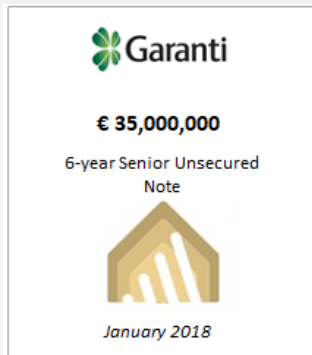 Garanti
€ 35,000,000
6-year Senior Unsecured
Note
January 2018